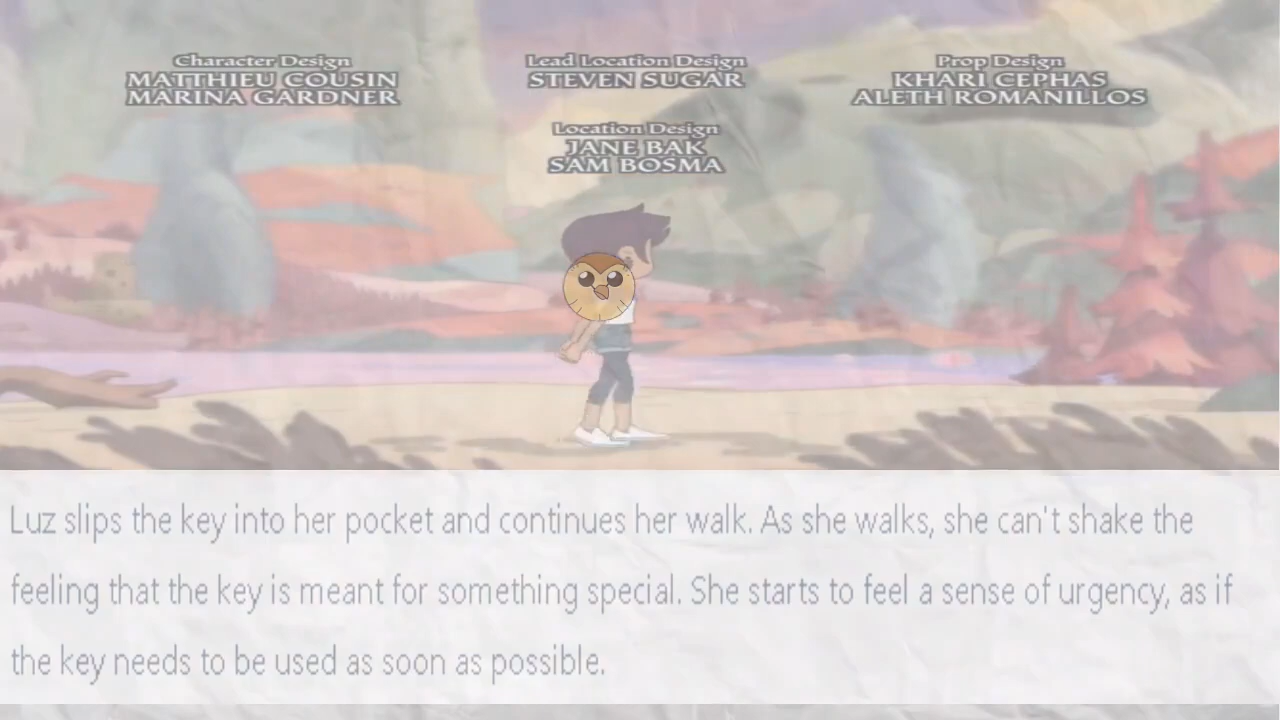 Character Design
MATTHIEU COUSIN
MARINA GARDNER
Lead Location Design
STEVEN SUGAR
Location Design
JANE BAK
SAM BOSMA
Prop Design
KHARI CEPHAS
ALETH ROMANILLOS
Luz slips the key into her pocket and continues her walk. As she walks, she can't shake the
feeling that the key is meant for something special. She starts to feel a sense of urgency, as if
the key needs to be used as soon as possible.